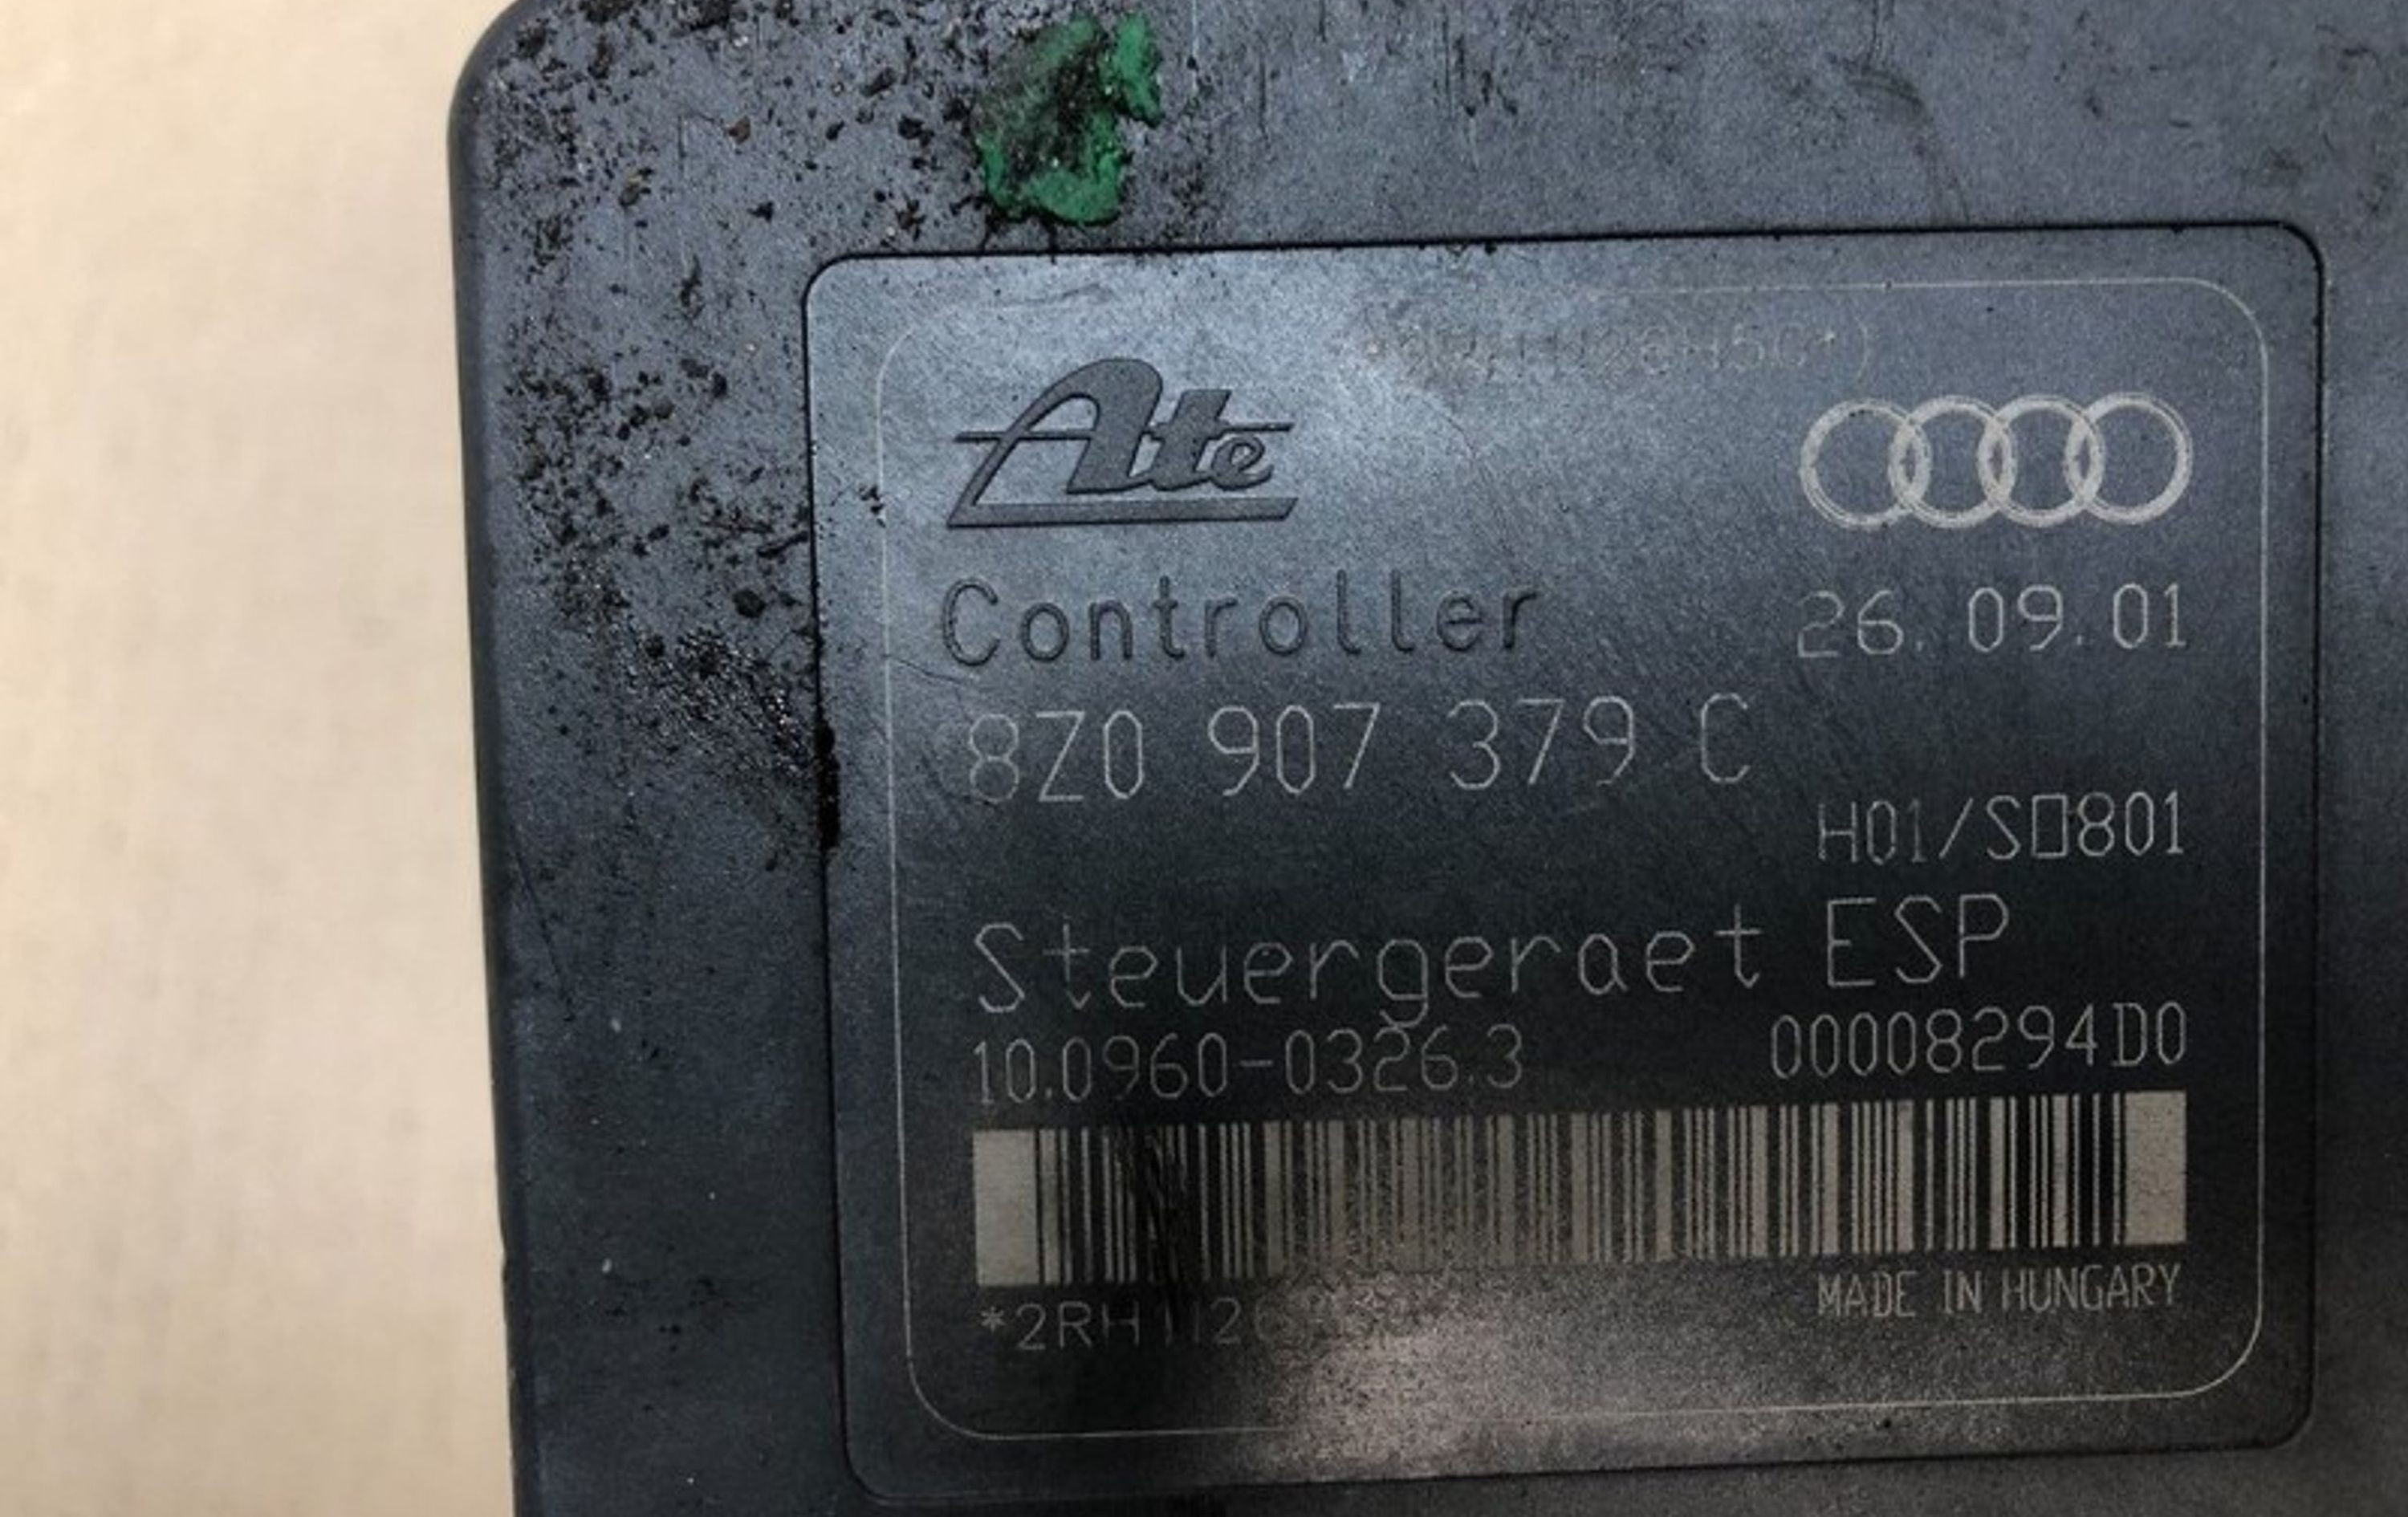 Ate
Controller
26.09.01
8Z0 907 379 C
H01/S□801
Steuergeraet ESP
10.0960-0326.3
00008294D0
MADE IN HUNGARY